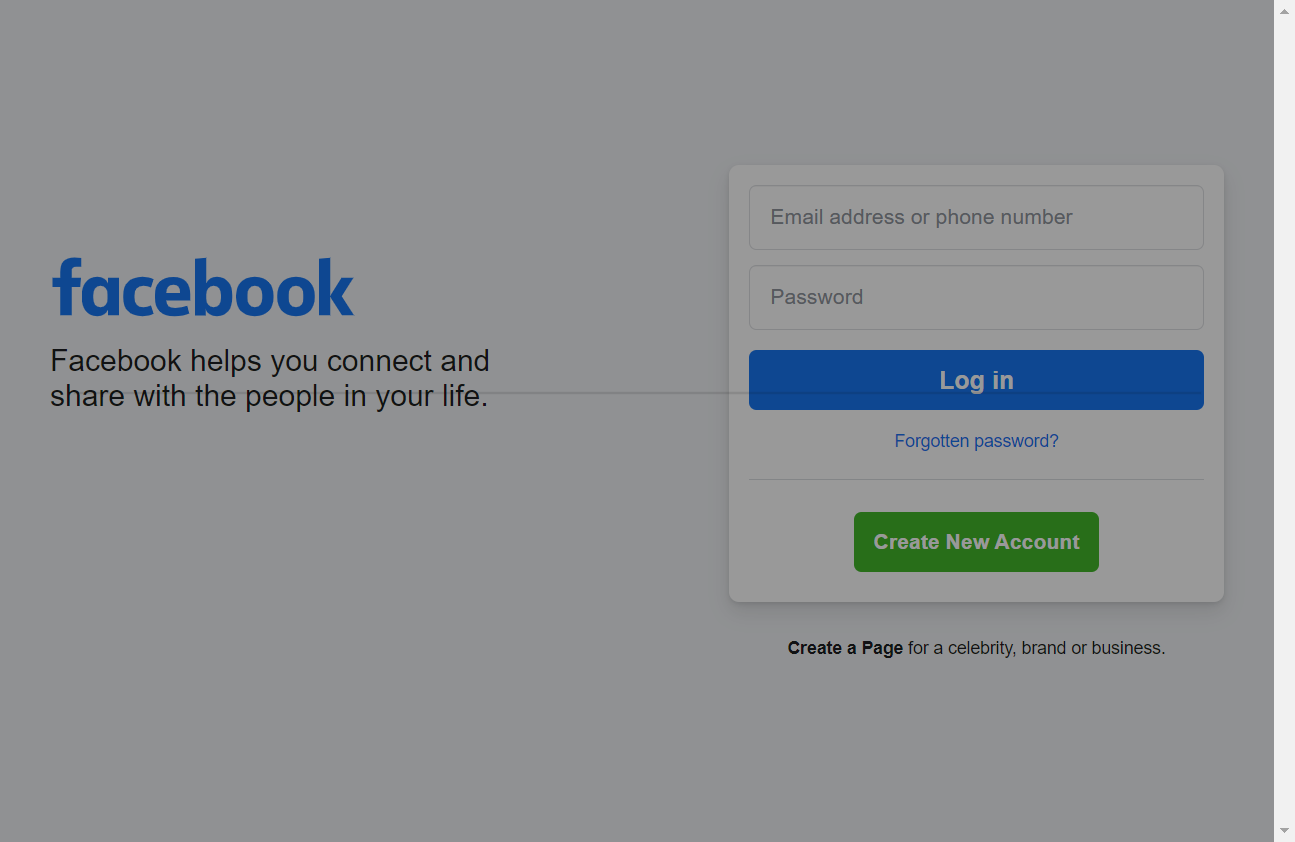 facebook
Facebook helps you connect and
share with the people in your life.
Email address or phone number
Password
Log in
Forgotten password?
Create New Account
Create a Page for a celebrity, brand or business.